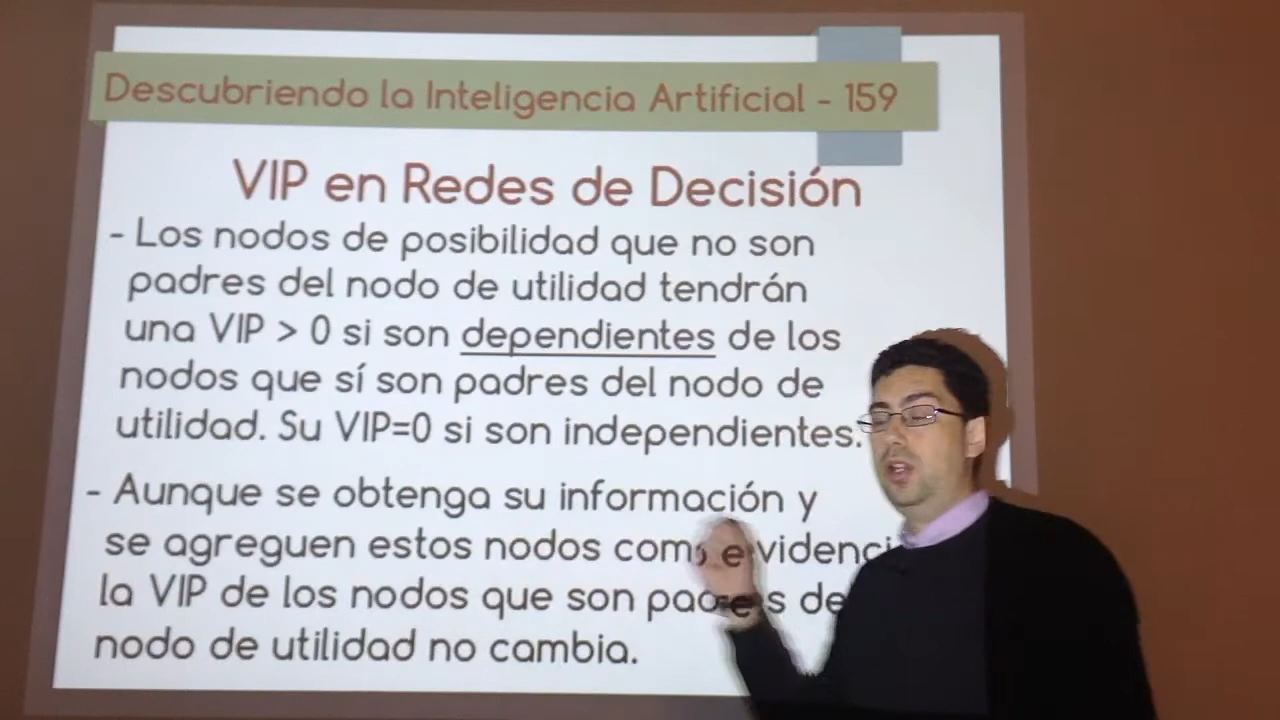 Descubriendo la Inteligencia Artificial - 159
VIP en Redes de Decisión
- Los nodos de posibilidad que no son
padres del nodo de utilidad tendrán
una VIP > 0 si son dependientes de los
nodos que sí son padres del nodo de
utilidad. Su VIP=0 si son independientes.
- Aunque se obtenga su información y
se agreguen estos nodos como
la VIP de los nodos que son padres de
nodo de utilidad no cambia.